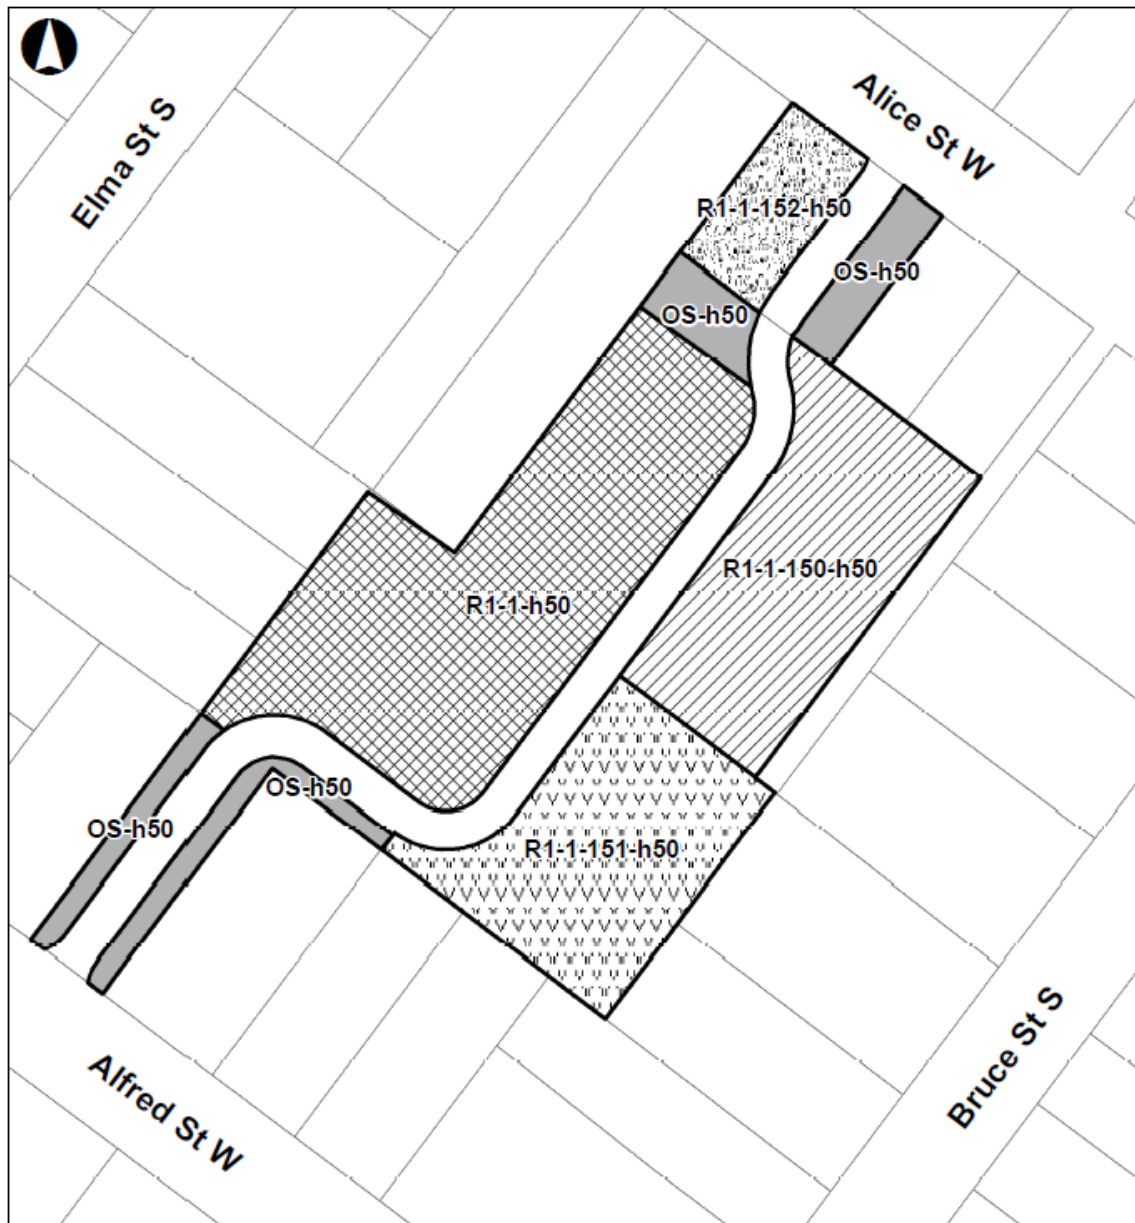 Alice St W
Elma St S
R1-1-152-h50
OS-h50
OS-h50
R1-1-150-h50
R1-1-h50
OS-h50
OS-h50
R1-1-151-h50
Bruce St S
Alfred St W